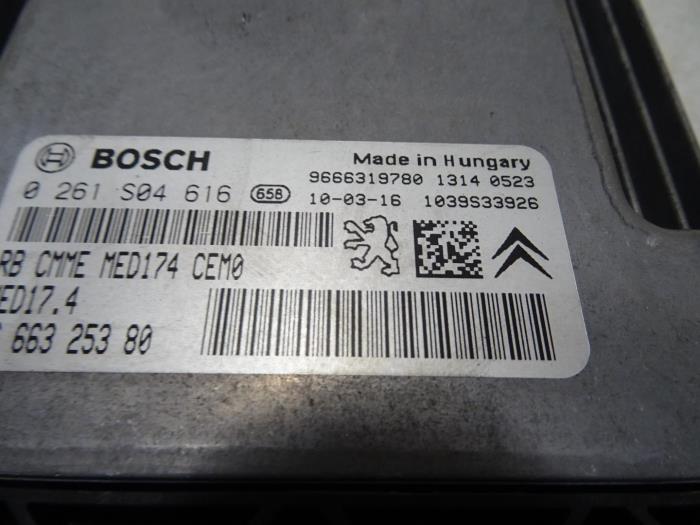 BOSCH
Made in Hungary
9666319780 1314 0523
0 261 S04 616 658
10-03-16 1039S33926
RB CMME MED174 CEM0
ED17.4
663 253 80